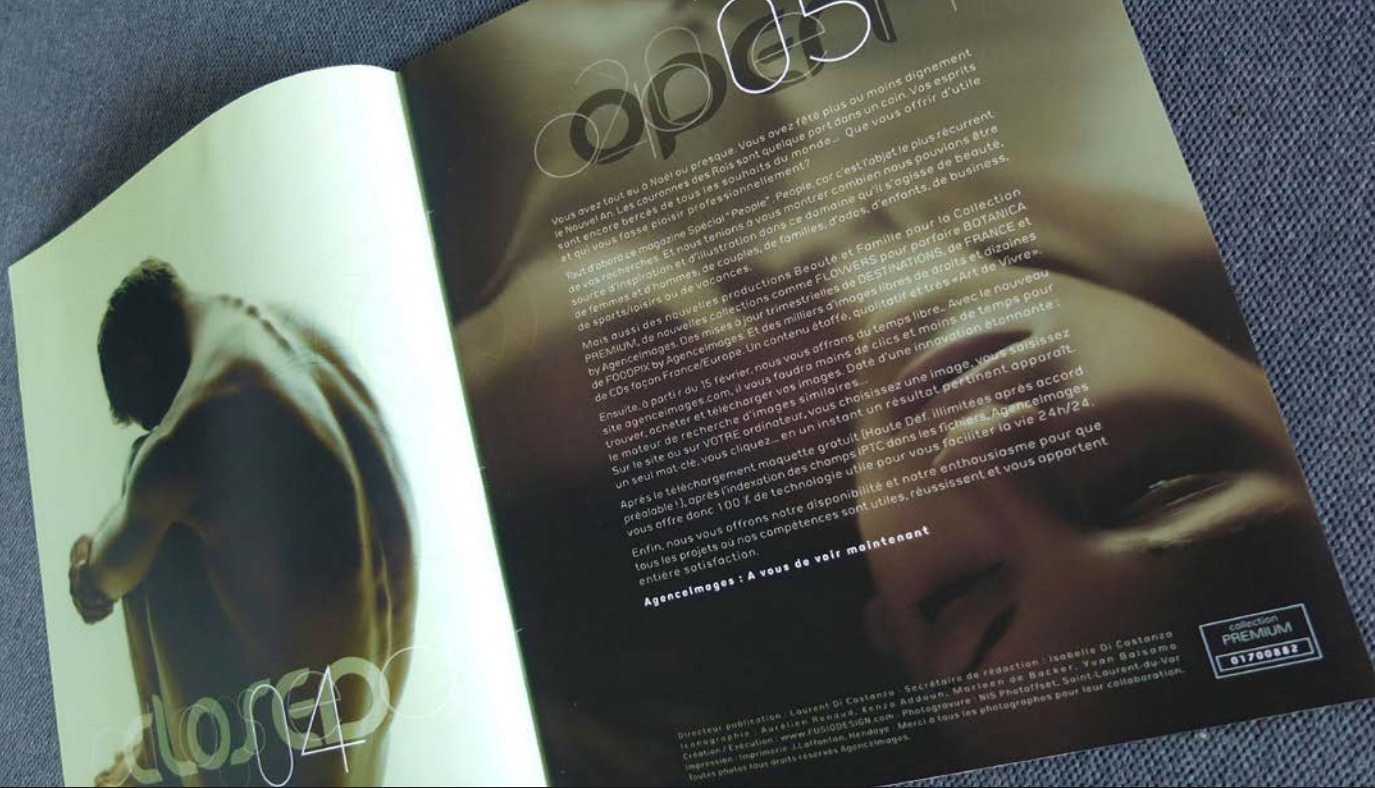 closed
04
open
05
Vous avez tout eu à Noël ou presque. Vous avez fêté plus ou moins dignement
le Nouvel An. Les couronnes des Rois sont quelque part dans un coin. Vos esprits
sont encore bercés de tous les souhaits du monde... Que vous offrir d'utile
et qui vous fasse plaisir professionnellement?
Tout d'abord ce magazine Spécial "People". People, car c'est l'objet le plus récurrent
de vos recherches. Et nous tenions à vous montrer combien nous pouvions être
source d'inspiration et d'illustration dans ce domaine qu'il s'agisse de beauté,
de femmes et d'hommes, de couples, de familles, d'ados, d'enfants, de business,
de sports/loisirs ou de vacances.
Mais aussi des nouvelles productions Beauté et Famille pour la Collection
PREMIUM, de nouvelles collections comme FLOWERS pour parfaire BOTANICA
by AgenceImages. Des mises à jour trimestrielles de DESTINATIONS, de FRANCE et
de FOODPIX by AgenceImages. Et des milliers d'images libres de droits et dizaines
de CDs façon France/Europe. Un contenu étoffé, qualitatif et très «Art de Vivre».
Ensuite, à partir du 15 février, nous vous offrons du temps libre... Avec le nouveau
site agenceimages.com, il vous faudra moins de clics et moins de temps pour
trouver, acheter et télécharger vos images. Doté d'une innovation étonnante :
le moteur de recherche d'images similaires...
Sur le site ou sur VOTRE ordinateur, vous choisissez une image, vous saisissez
un seul mot-clé, vous cliquez... en un instant un résultat pertinent apparaît.
Après le téléchargement maquette gratuit (Haute Déf. illimitées après accord
préalable !), après l'indexation des champs IPTC dans les fichiers, AgenceImages
vous offre donc 100 % de technologie utile pour vous faciliter la vie 24h/24.
Enfin, nous vous offrons notre disponibilité et notre enthousiasme pour que
tous les projets où nos compétences sont utiles, réussissent et vous apportent
entière satisfaction.
AgenceImages : A vous de voir maintenant
Directeur publication : Laurent Di Costanzo - Secrétaire de rédaction : Isabelle Di Costanzo
Iconographie : Aurélien Renard, Kenza Addoun, Marleen de Backer, Yvan Balsamo
Création / Exécution : www.FUSIODESIGN.com - Photogravure : NIS Photoffset, Saint-Laurent-du-Var
Impression : Imprimerie J.Laffontan, Hendaye - Merci à tous les photographes pour leur collaboration.
Toutes photos tous droits réservés AgenceImages.
collection
PREMIUM
01700882